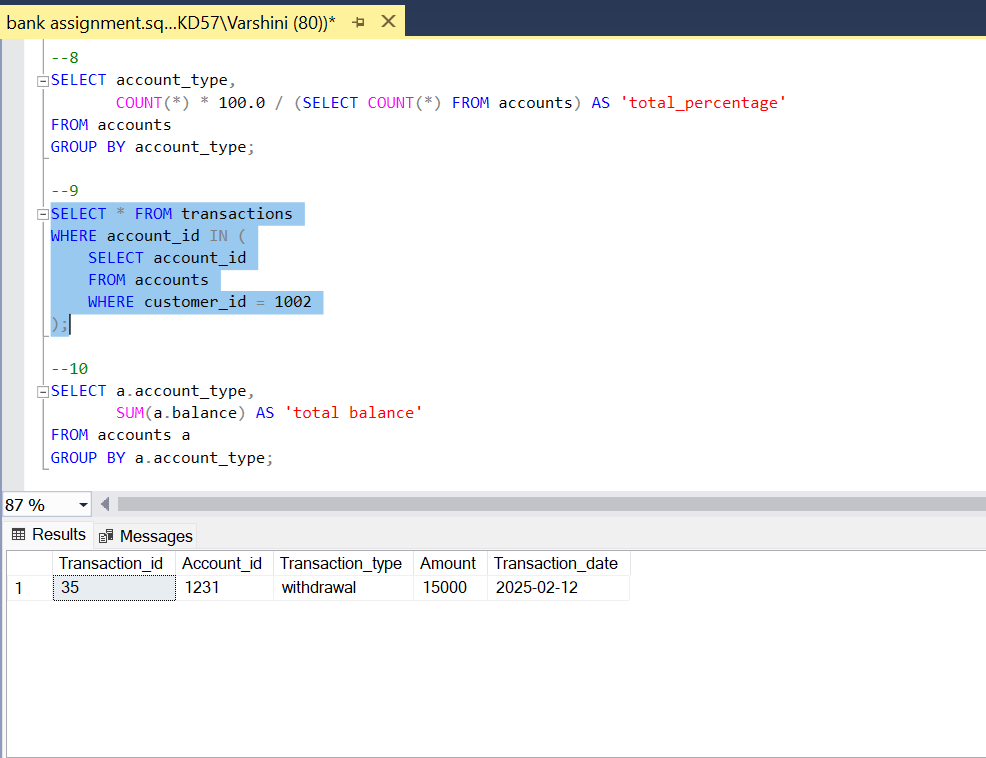 bank assignment.sq...KD57\Varshini (80))*
--8
SELECT account_type,
COUNT(*) * 100.0 / (SELECT COUNT(*) FROM accounts) AS 'total_percentage'
FROM accounts
GROUP BY account_type;
--9
SELECT * FROM transactions
WHERE account_id IN (
SELECT account_id
FROM accounts
WHERE customer_id = 1002
);
--10
SELECT a.account_type,
SUM(a.balance) AS 'total balance'
FROM accounts a
GROUP BY a.account_type;
87 %
Results Messages
Transaction_id Account_id Transaction_type Amount Transaction_date
1 35 1231 withdrawal 15000 2025-02-12